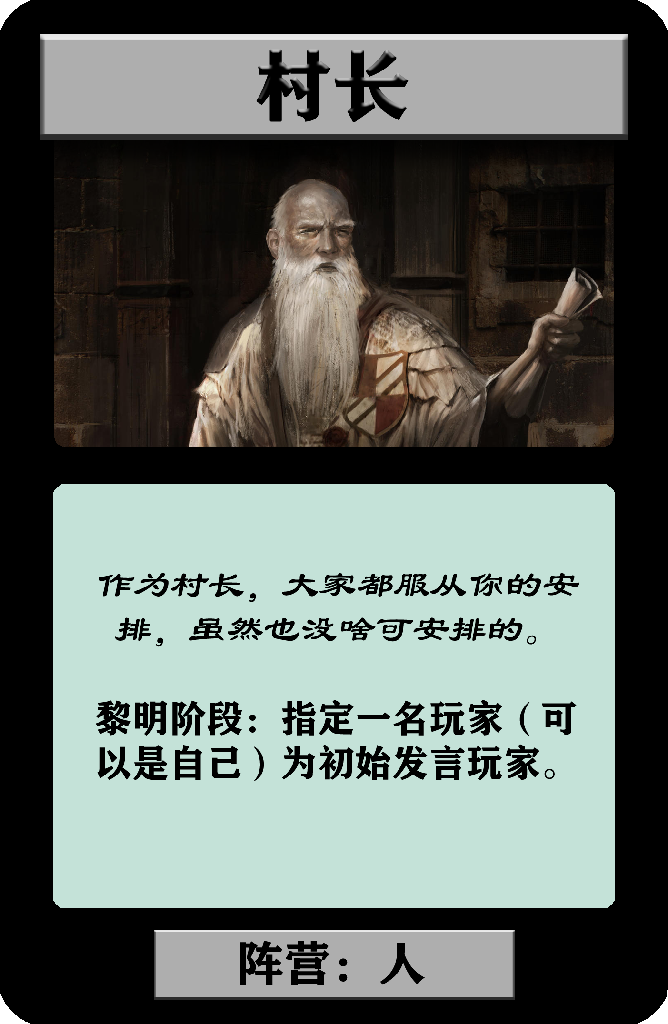 村长
作为村长，大家都服从你的安
排，虽然也没啥可安排的。
黎明阶段：指定一名玩家（可
以是自己）为初始发言玩家。
阵营：人